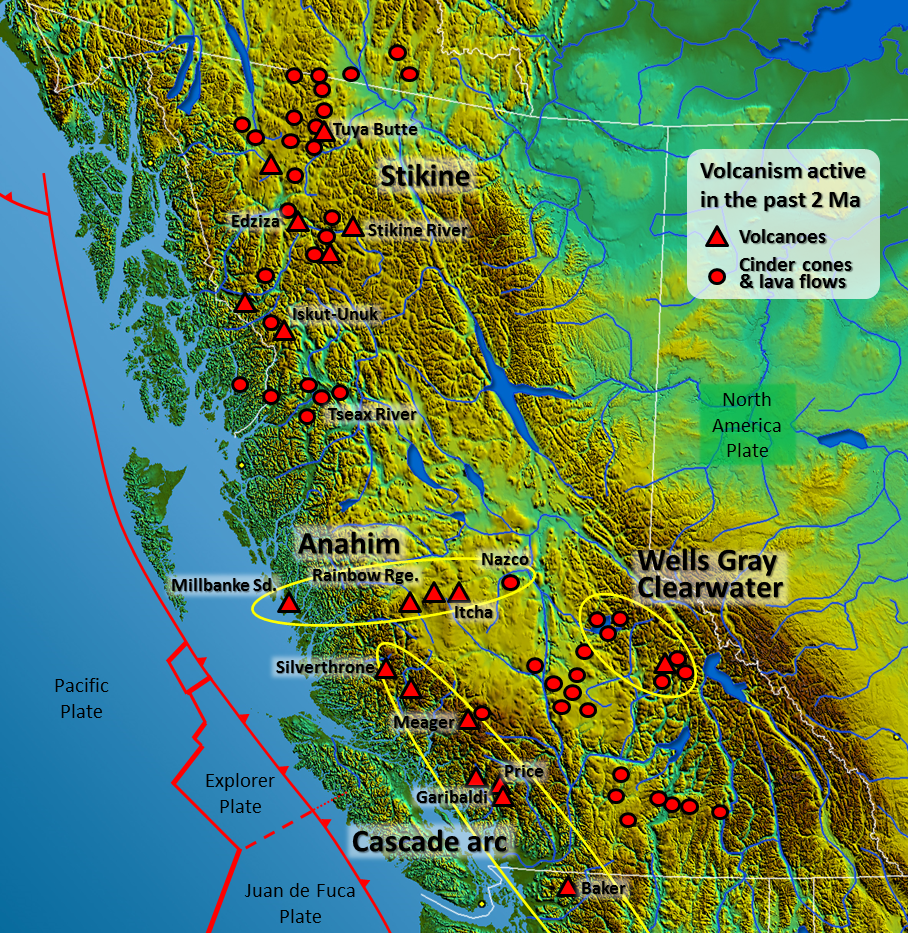 Tuya Butte
Stikine
Volcanism active
in the past 2 Ma
Volcanoes
Cinder cones
& lava flows
Edziza
Stikine River
Iskut-Unuk
Tseax River
North
America
Plate
Anahim
Nazco
Wells Gray
Clearwater
Rainbow Rge.
Millbanke Sd.
Itcha
Silverthrone
Pacific
Plate
Meager
Explorer
Plate
Price
Garibaldi
Cascade arc
Juan de Fuca
Plate
Baker